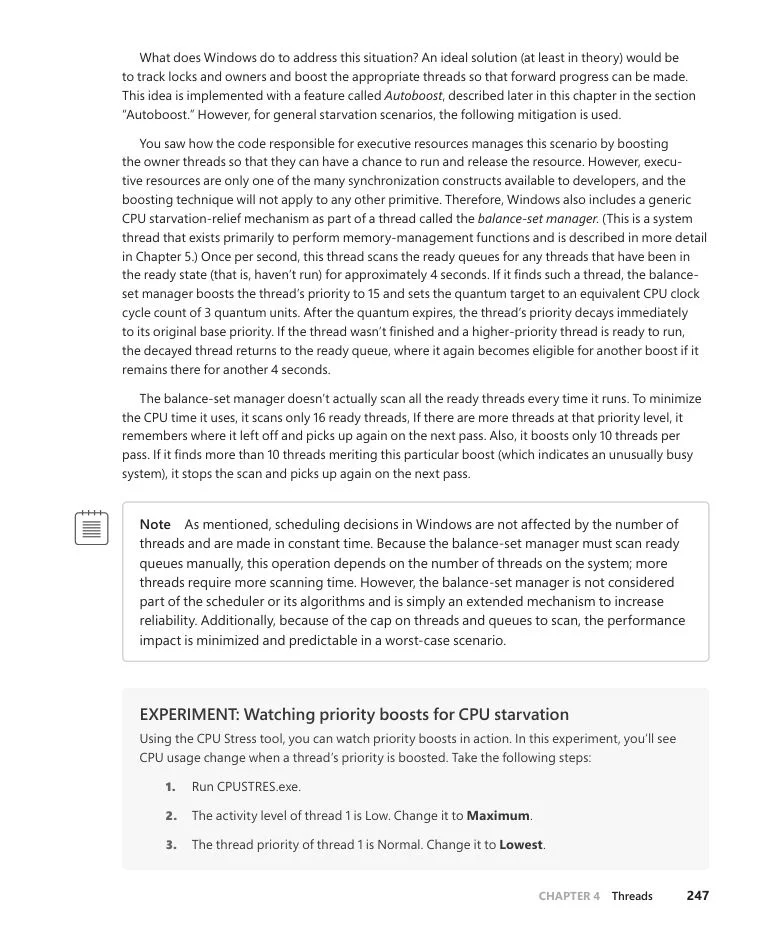 What does Windows do to address this situation? An ideal solution (at least in theory) would be
to track locks and owners and boost the appropriate threads so that forward progress can be made.
This idea is implemented with a feature called Autoboost, described later in this chapter in the section
“Autoboost.” However, for general starvation scenarios, the following mitigation is used.
You saw how the code responsible for executive resources manages this scenario by boosting
the owner threads so that they can have a chance to run and release the resource. However, execu-
tive resources are only one of the many synchronization constructs available to developers, and the
boosting technique will not apply to any other primitive. Therefore, Windows also includes a generic
CPU starvation-relief mechanism as part of a thread called the balance-set manager. (This is a system
thread that exists primarily to perform memory-management functions and is described in more detail
in Chapter 5.) Once per second, this thread scans the ready queues for any threads that have been in
the ready state (that is, haven’t run) for approximately 4 seconds. If it finds such a thread, the balance-
set manager boosts the thread’s priority to 15 and sets the quantum target to an equivalent CPU clock
cycle count of 3 quantum units. After the quantum expires, the thread’s priority decays immediately
to its original base priority. If the thread wasn’t finished and a higher-priority thread is ready to run,
the decayed thread returns to the ready queue, where it again becomes eligible for another boost if it
remains there for another 4 seconds.
The balance-set manager doesn’t actually scan all the ready threads every time it runs. To minimize
the CPU time it uses, it scans only 16 ready threads, If there are more threads at that priority level, it
remembers where it left off and picks up again on the next pass. Also, it boosts only 10 threads per
pass. If it finds more than 10 threads meriting this particular boost (which indicates an unusually busy
system), it stops the scan and picks up again on the next pass.
Note As mentioned, scheduling decisions in Windows are not affected by the number of
threads and are made in constant time. Because the balance-set manager must scan ready
queues manually, this operation depends on the number of threads on the system; more
threads require more scanning time. However, the balance-set manager is not considered
part of the scheduler or its algorithms and is simply an extended mechanism to increase
reliability. Additionally, because of the cap on threads and queues to scan, the performance
impact is minimized and predictable in a worst-case scenario.
EXPERIMENT: Watching priority boosts for CPU starvation
Using the CPU Stress tool, you can watch priority boosts in action. In this experiment, you’ll see
CPU usage change when a thread’s priority is boosted. Take the following steps:
1. Run CPUSTRES.exe.
2. The activity level of thread 1 is Low. Change it to Maximum.
3. The thread priority of thread 1 is Normal. Change it to Lowest.
CHAPTER 4 Threads 247